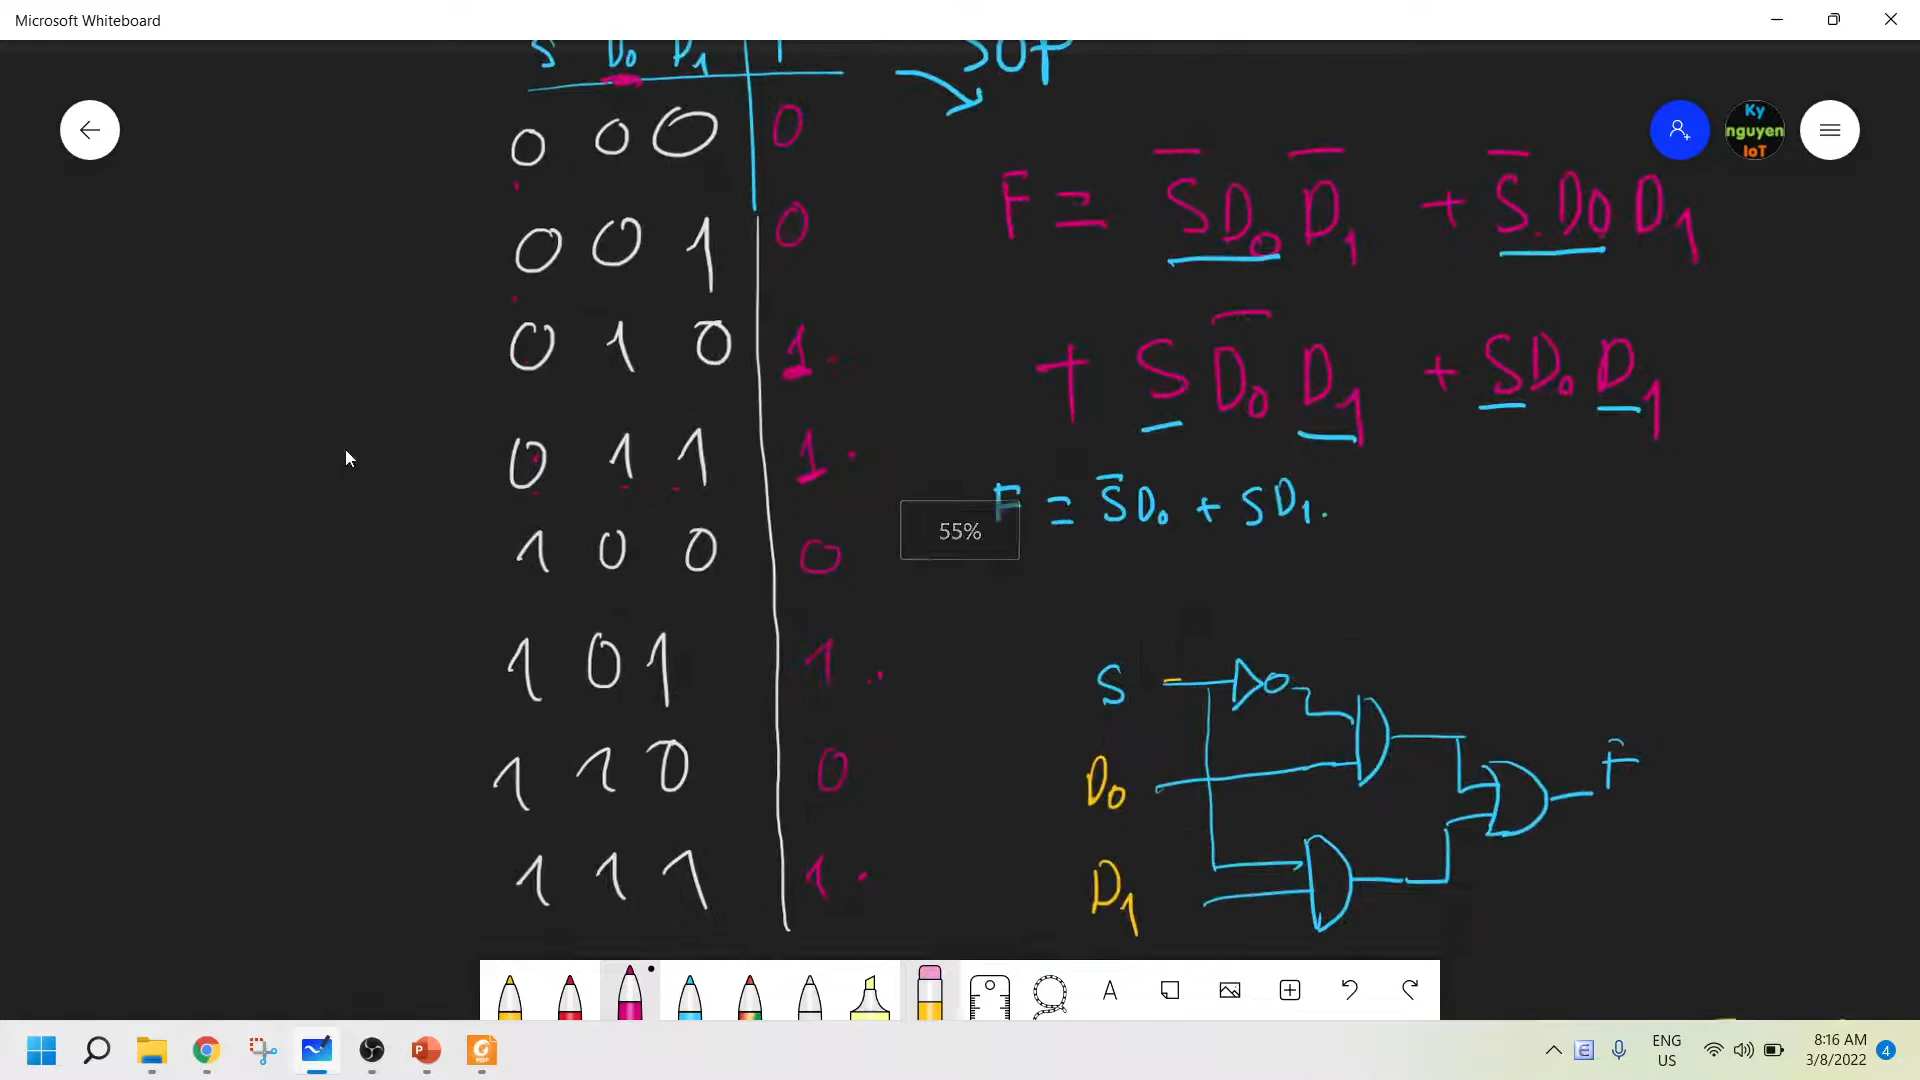 Microsoft Whiteboard
S D₀ D₁ F
SOP
0 0 0 0
0 0 1 0
0 1 0 1
0 1 1 1
1 0 0 0
1 0 1 1
1 1 0 0
1 1 1 1
F = S̅D₀D̅₁ + S̅D₀D₁
+ SD̅₀D₁ + SD₀D₁
F = S̅D₀ + SD₁.
55%
S
D₀
D₁
F
Ky
nguyen
IoT
A
ENG
US
8:16 AM
3/8/2022
4